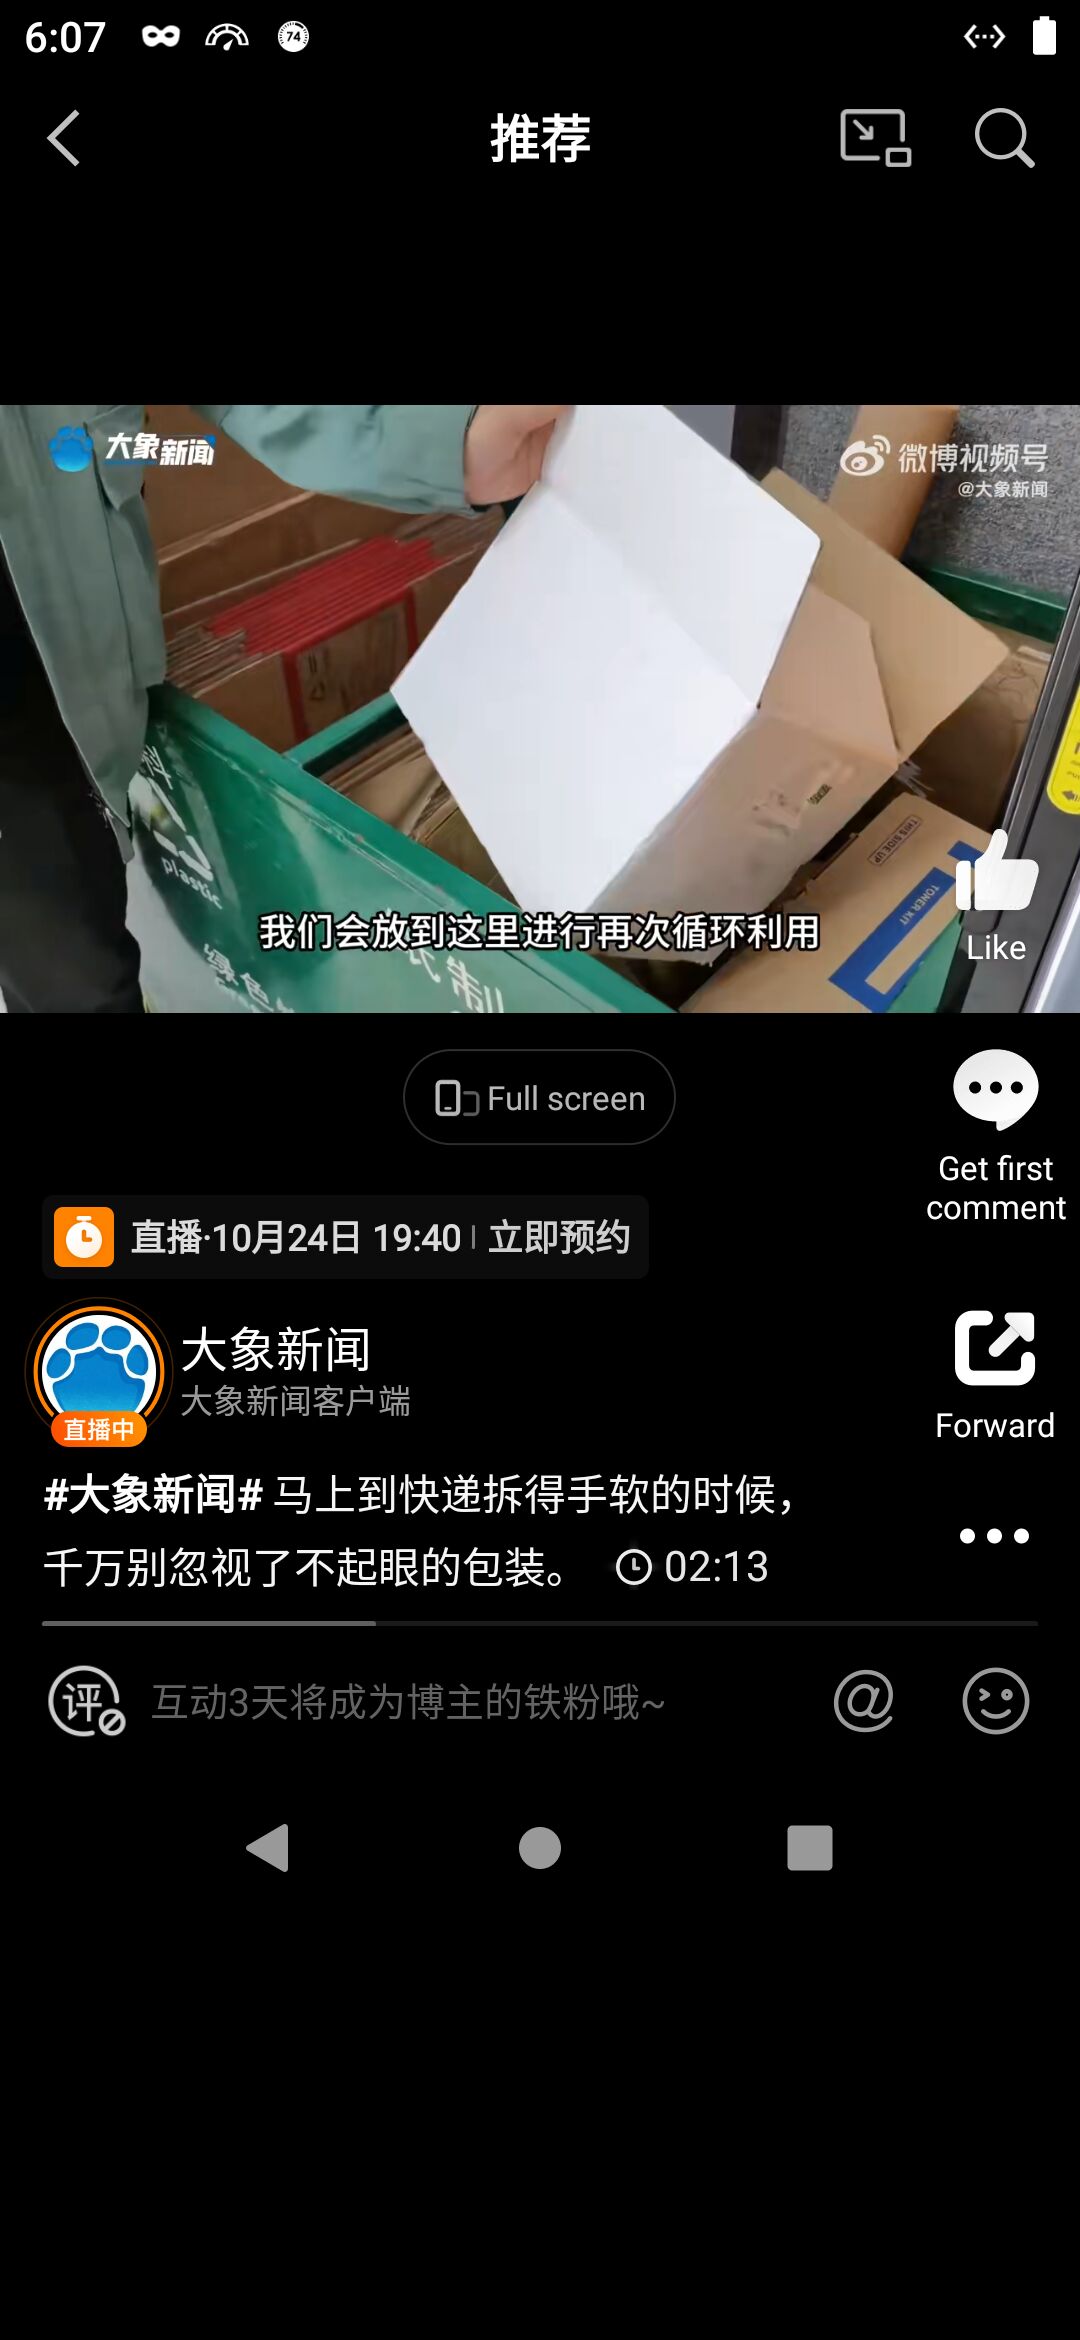 6:07
74
推荐
大象新闻
微博视频号
@大象新闻
THIS SIDE UP
TONER KIT
plastic
绿色
我们会放到这里进行再次循环利用
Like
Full screen
Get first
comment
直播·10月24日 19:40 | 立即预约
大象新闻
大象新闻客户端
直播中
Forward
#大象新闻# 马上到快递拆得手软的时候，
千万别忽视了不起眼的包装。 02:13
评
互动3天将成为博主的铁粉哦~
@